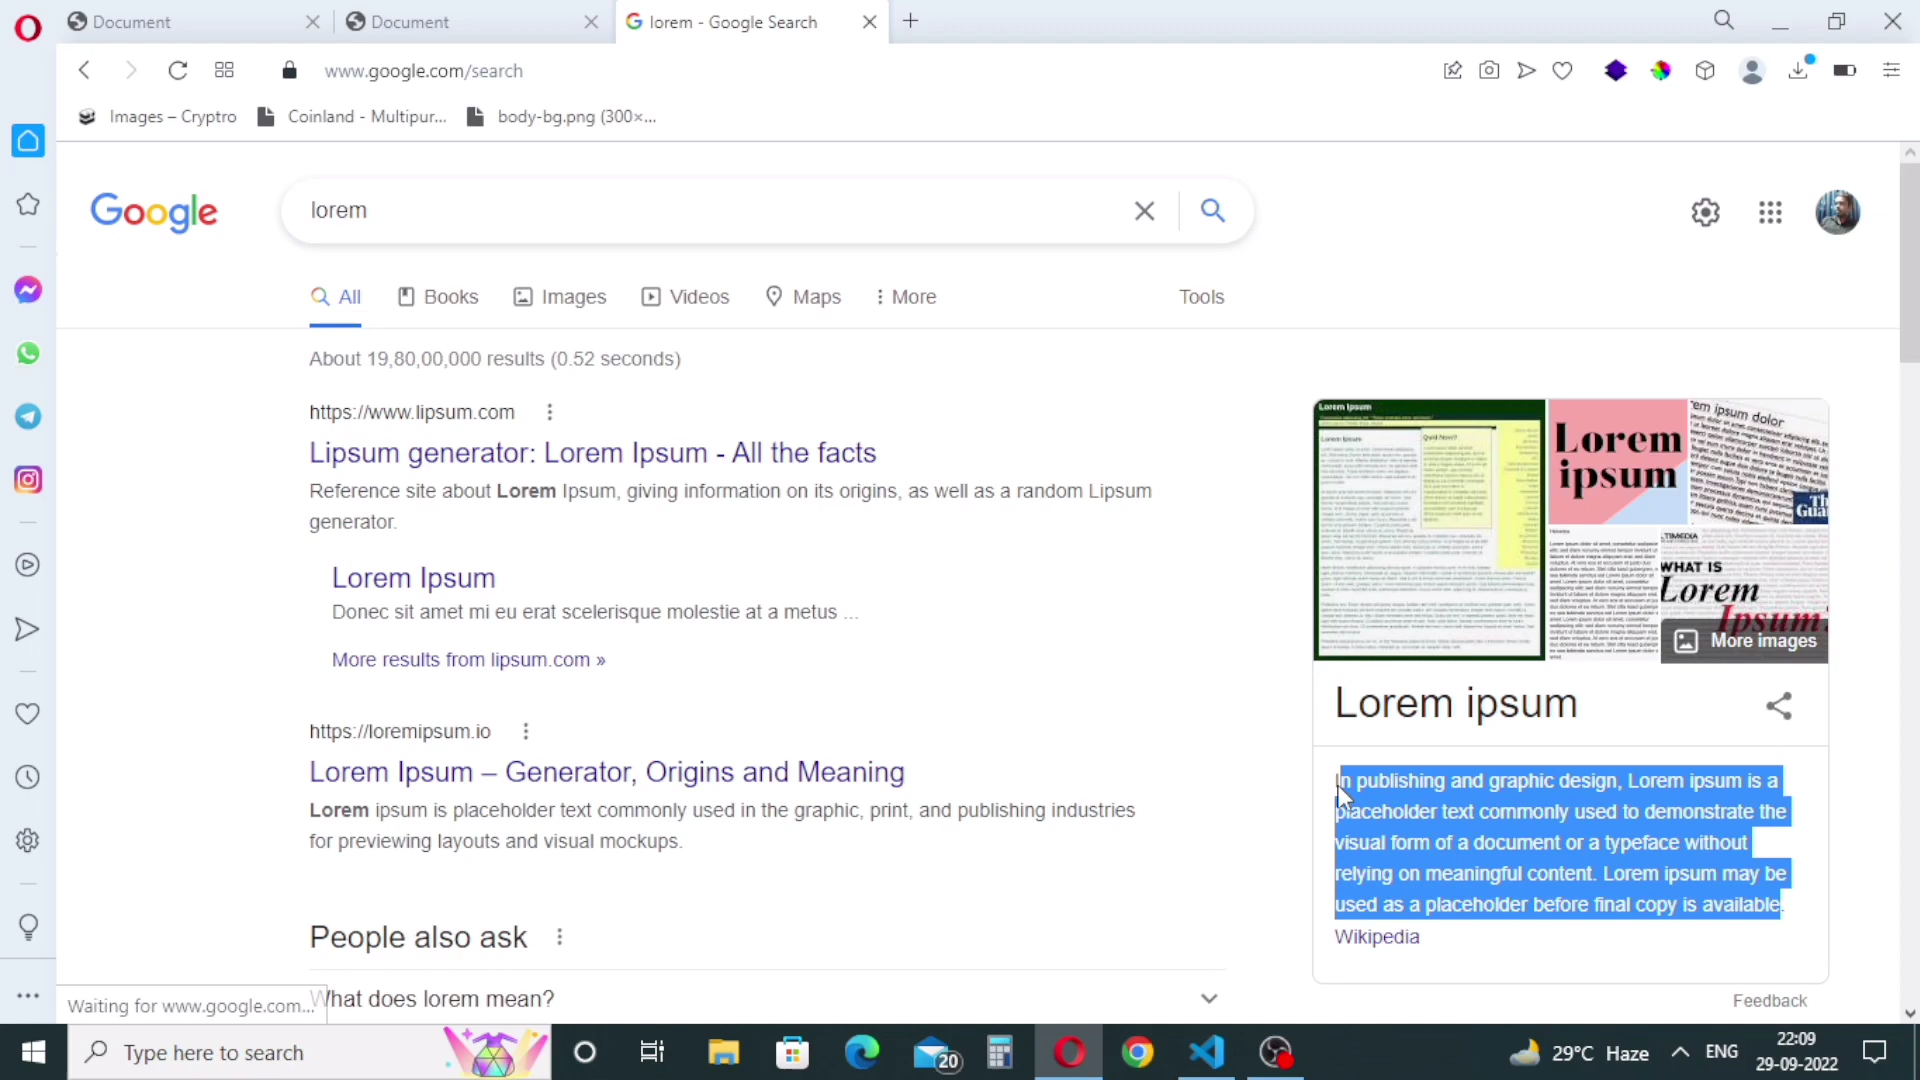 Document
Document
lorem - Google Search
www.google.com/search
Images – Cryptro
Coinland - Multipur...
body-bg.png (300×...
Google
lorem
All
Books
Images
Videos
Maps
More
Tools
About 19,80,00,000 results (0.52 seconds)
https://www.lipsum.com
Lipsum generator: Lorem Ipsum - All the facts
Reference site about Lorem Ipsum, giving information on its origins, as well as a random Lipsum
generator.
Lorem Ipsum
Donec sit amet mi eu erat scelerisque molestie at a metus ...
More results from lipsum.com »
https://loremipsum.io
Lorem Ipsum – Generator, Origins and Meaning
Lorem ipsum is placeholder text commonly used in the graphic, print, and publishing industries
for previewing layouts and visual mockups.
People also ask
What does lorem mean?
Lorem Ipsum
Lorem
ipsum
em ipsum dolor
WHAT IS
Lorem
Ipsum
More images
Lorem ipsum
In publishing and graphic design, Lorem ipsum is a
placeholder text commonly used to demonstrate the
visual form of a document or a typeface without
relying on meaningful content. Lorem ipsum may be
used as a placeholder before final copy is available.
Wikipedia
Feedback
Waiting for www.google.com...
Type here to search
20
29°C Haze
ENG
22:09
29-09-2022